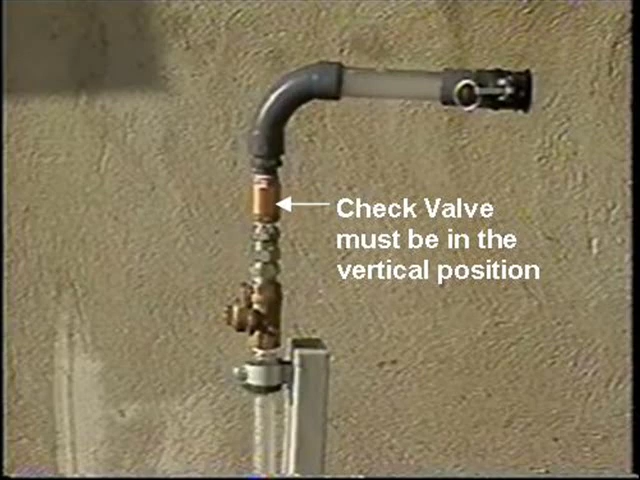 Check Valve
must be in the
vertical position